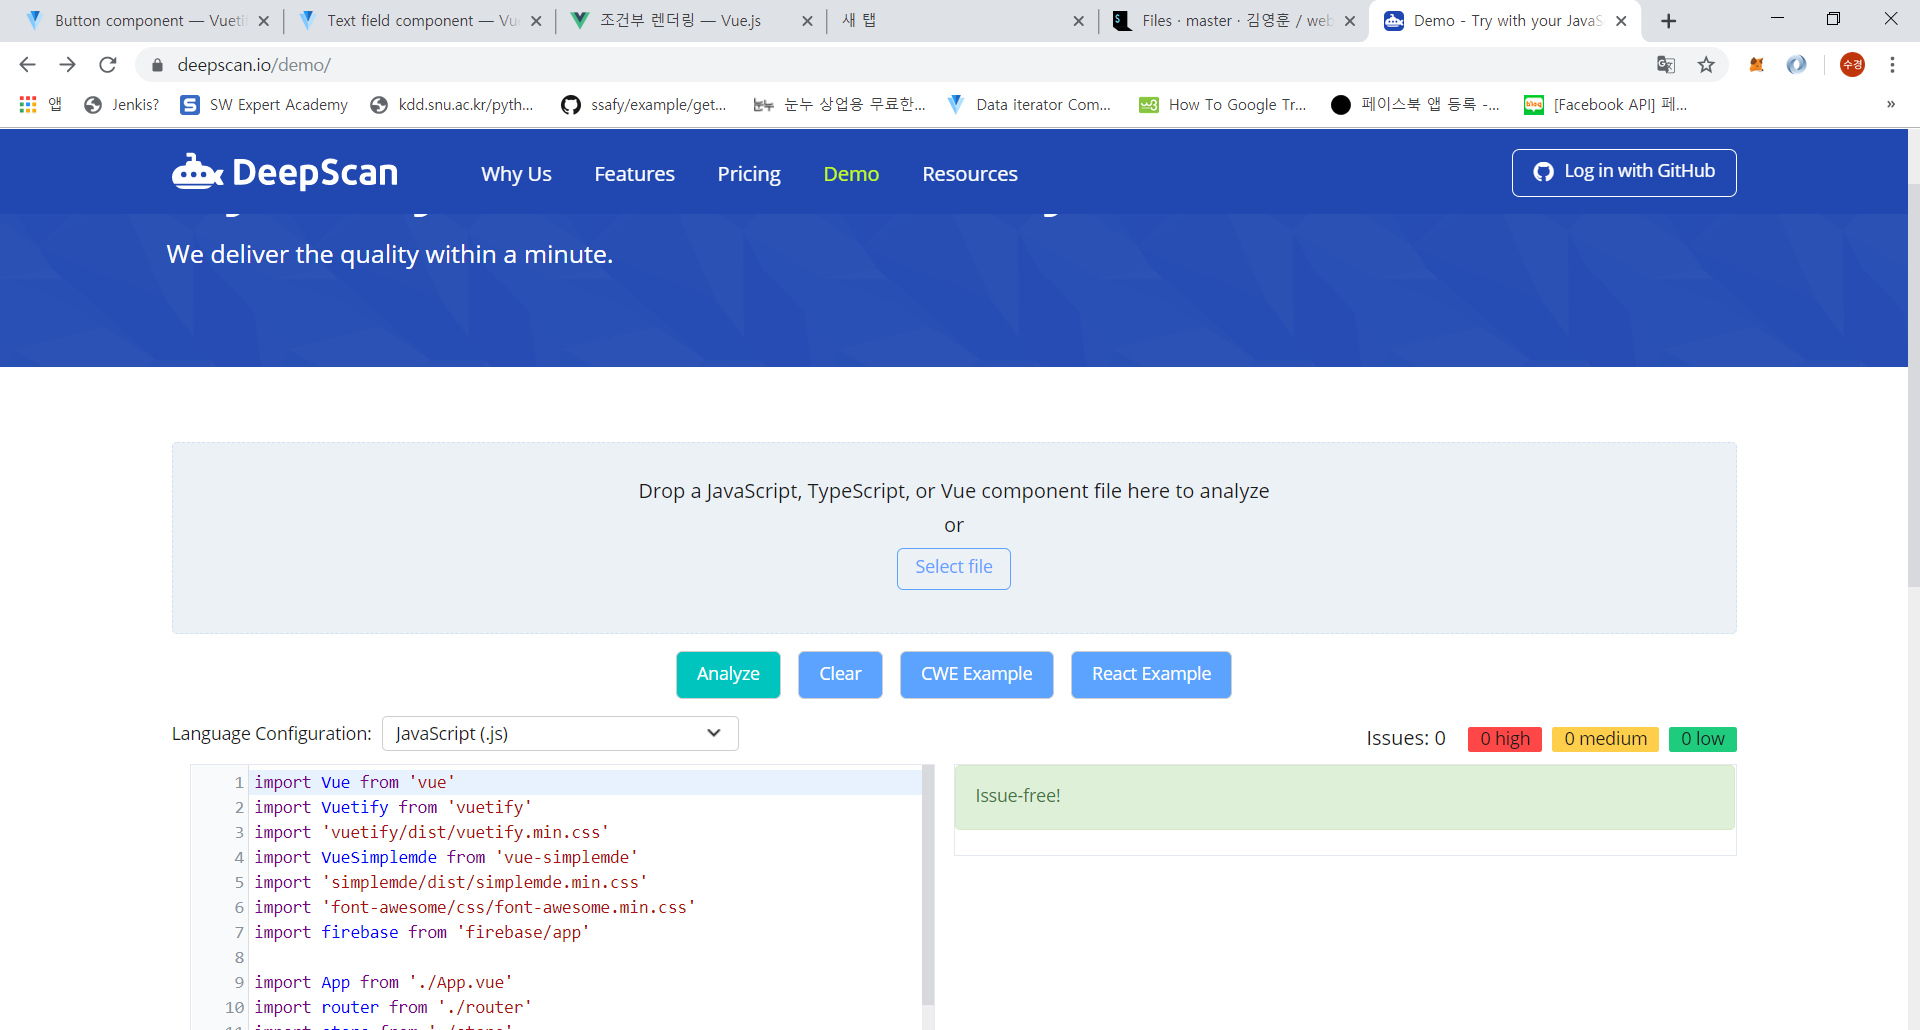 Button component — Vueti
Text field component — Vu
조건부 렌더링 — Vue.js
새 탭
Files · master · 김영훈 / web
Demo - Try with your JavaS
deepscan.io/demo/
수경
앱
Jenkis?
SW Expert Academy
kdd.snu.ac.kr/pyth...
ssafy/example/get...
눈누 상업용 무료한...
Data iterator Com...
How To Google Tr...
페이스북 앱 등록 -...
[Facebook API] 페...
»
DeepScan
Why Us
Features
Pricing
Demo
Resources
Log in with GitHub
We deliver the quality within a minute.
Drop a JavaScript, TypeScript, or Vue component file here to analyze
or
Select file
Analyze
Clear
CWE Example
React Example
Language Configuration:
JavaScript (.js)
Issues: 0
0 high
0 medium
0 low
1 import Vue from 'vue'
2 import Vuetify from 'vuetify'
3 import 'vuetify/dist/vuetify.min.css'
4 import VueSimplemde from 'vue-simplemde'
5 import 'simplemde/dist/simplemde.min.css'
6 import 'font-awesome/css/font-awesome.min.css'
7 import firebase from 'firebase/app'
8
9 import App from './App.vue'
10 import router from './router'
Issue-free!